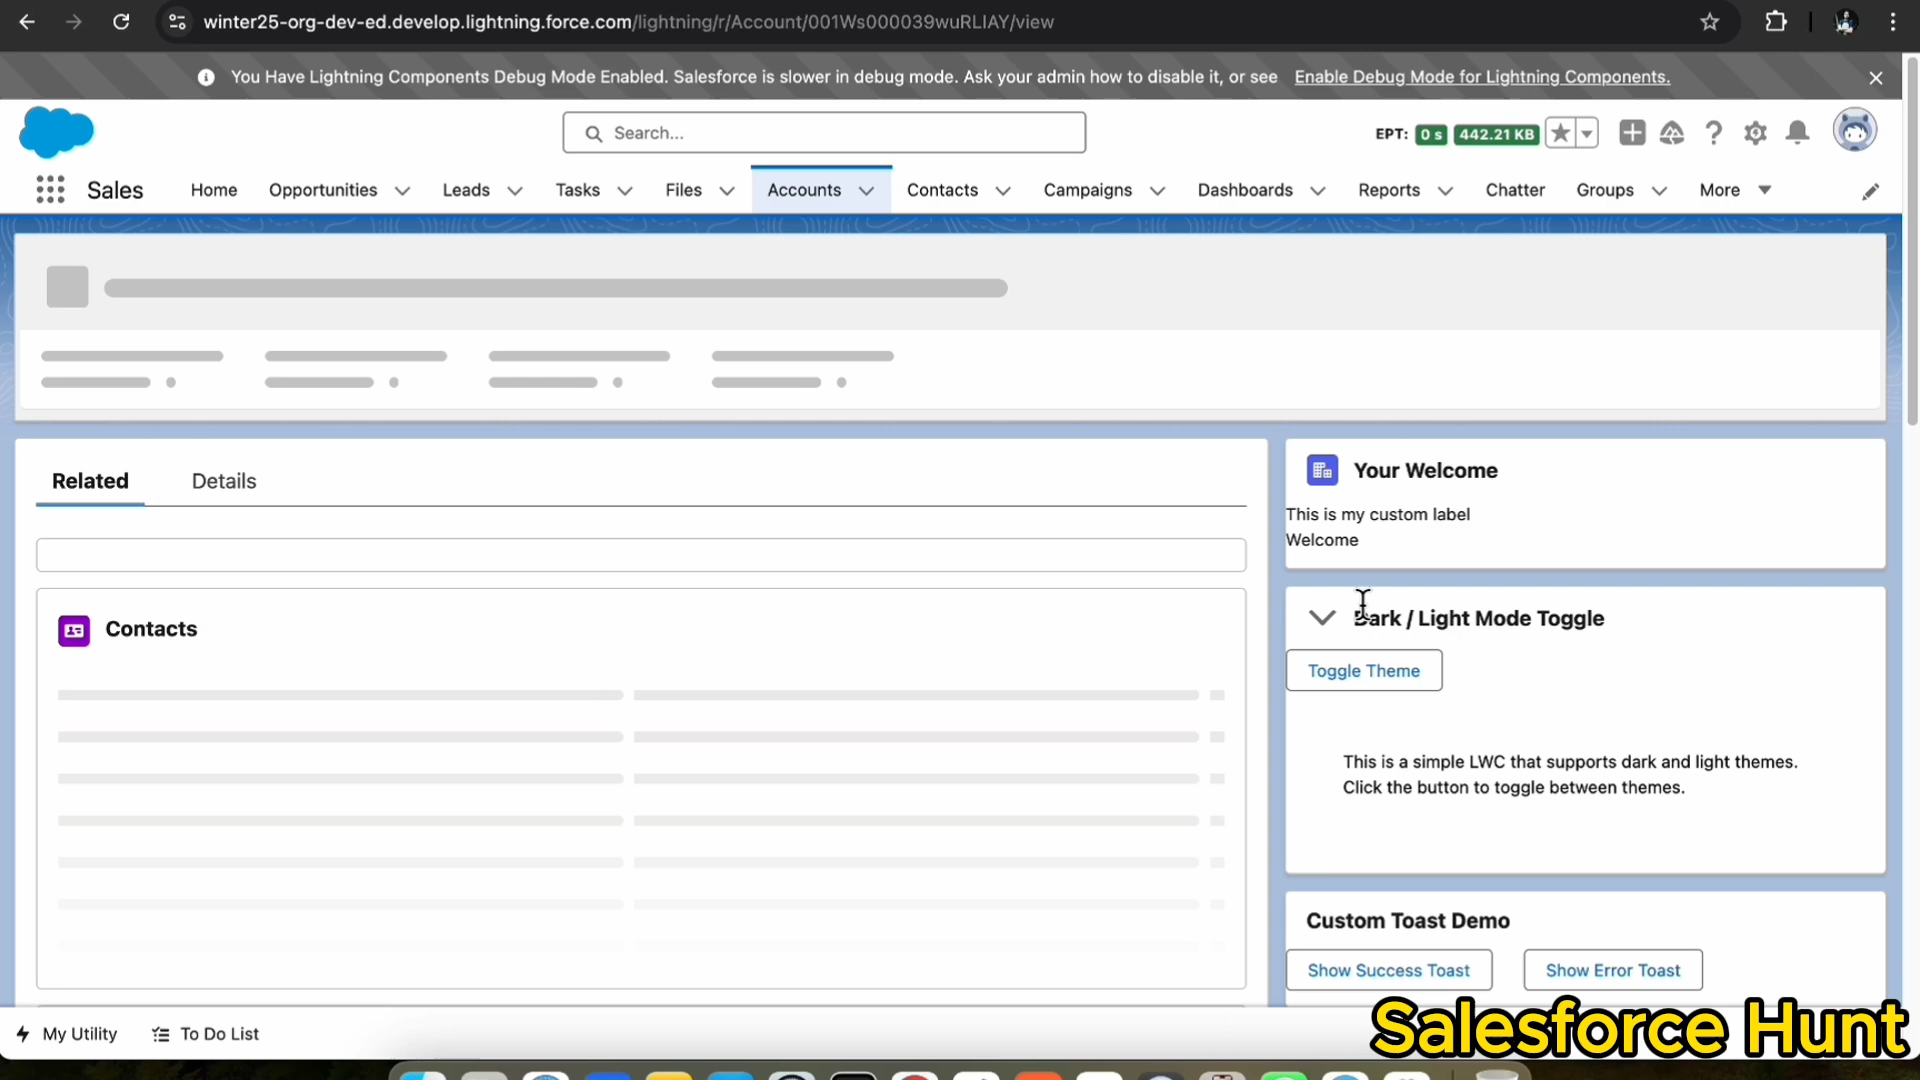 winter25-org-dev-ed.develop.lightning.force.com/lightning/r/Account/001Ws000039wuRLIAY/view
You Have Lightning Components Debug Mode Enabled. Salesforce is slower in debug mode. Ask your admin how to disable it, or see Enable Debug Mode for Lightning Components.
Search...
EPT: 0 s 442.21 KB
Sales Home Opportunities Leads Tasks Files Accounts Contacts Campaigns Dashboards Reports Chatter Groups More
Related Details
Your Welcome
This is my custom label
Welcome
Contacts
Dark / Light Mode Toggle
Toggle Theme
This is a simple LWC that supports dark and light themes.
Click the button to toggle between themes.
Custom Toast Demo
Show Success Toast Show Error Toast
My Utility To Do List
Salesforce Hunt